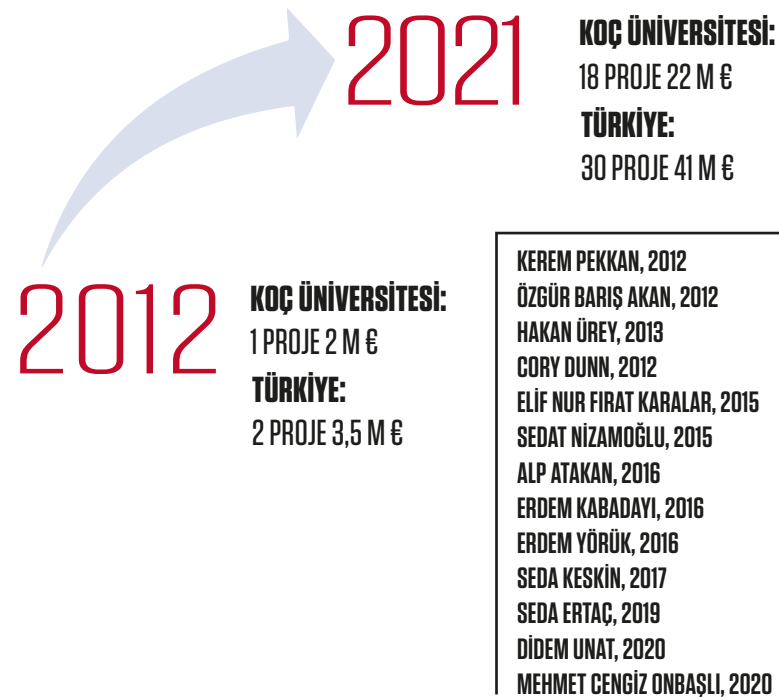 2021
KOÇ ÜNİVERSİTESİ:
18 PROJE 22 M €
TÜRKİYE:
30 PROJE 41 M €
2012
KOÇ ÜNİVERSİTESİ:
1 PROJE 2 M €
TÜRKİYE:
2 PROJE 3,5 M €
KEREM PEKKAN, 2012
ÖZGÜR BARIŞ AKAN, 2012
HAKAN ÜREY, 2013
CORY DUNN, 2012
ELİF NUR FIRAT KARALAR, 2015
SEDAT NİZAMOĞLU, 2015
ALP ATAKAN, 2016
ERDEM KABADAYI, 2016
ERDEM YÖRÜK, 2016
SEDA KESKİN, 2017
SEDA ERTAÇ, 2019
DİDEM UNAT, 2020
MEHMET CENGİZ ONBAŞLI, 2020